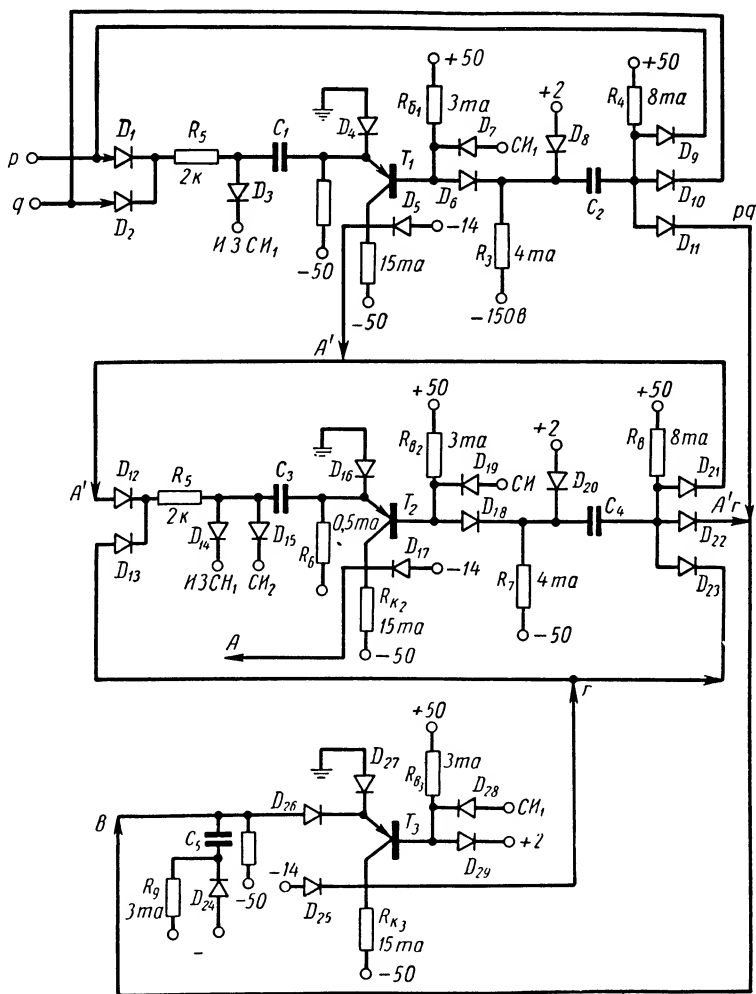 +50
+50
+2
R₄
8ma
Rδ₁
3ma
D₄
D₇
СИ₁
D₈
D₉
p
D₁
R₅
2к
C₁
T₁
q
D₂
D₃
ИЗСИ₁
D₅
D₆
-14
C₂
D₁₀
D₁₁
pq
-50
15ma
-50
R₃
4ma
-150в
A'
+50
+50
+2
R₈
8ma
Rв₂
3ma
D₁₆
D₁₉
СИ
D₂₀
D₂₁
A'
D₁₂
R₅
2к
C₃
T₂
D₁₈
C₄
D₂₂
A'r
D₁₃
D₁₄
D₁₅
ИЗСН₁
СИ₂
0,5ma
R₆
D₁₇
-14
D₂₃
Rк₂
15ma
R₇
4ma
A
-50
-50
r
+50
D₂₇
Rв₃
3ma
D₂₈
СИ₁
в
D₂₆
T₃
D₂₉
+2
C₅
R₉
3ma
D₂₄
-50
-14
D₂₅
-
Rк₃
15ma
-50